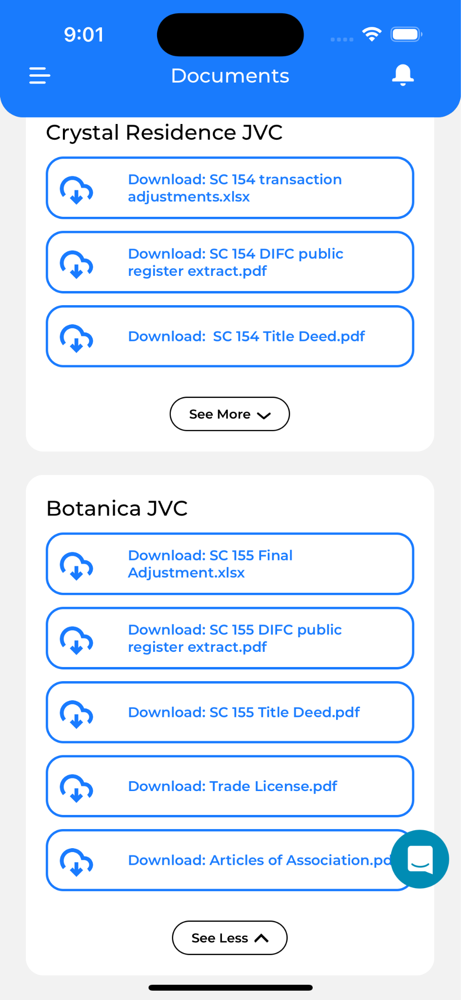 9:01
Documents
Crystal Residence JVC
Download: SC 154 transaction
adjustments.xlsx
Download: SC 154 DIFC public
register extract.pdf
Download:  SC 154 Title Deed.pdf
See More
Botanica JVC
Download: SC 155 Final
Adjustment.xlsx
Download: SC 155 DIFC public
register extract.pdf
Download: SC 155 Title Deed.pdf
Download: Trade License.pdf
Download: Articles of Association.pd
See Less